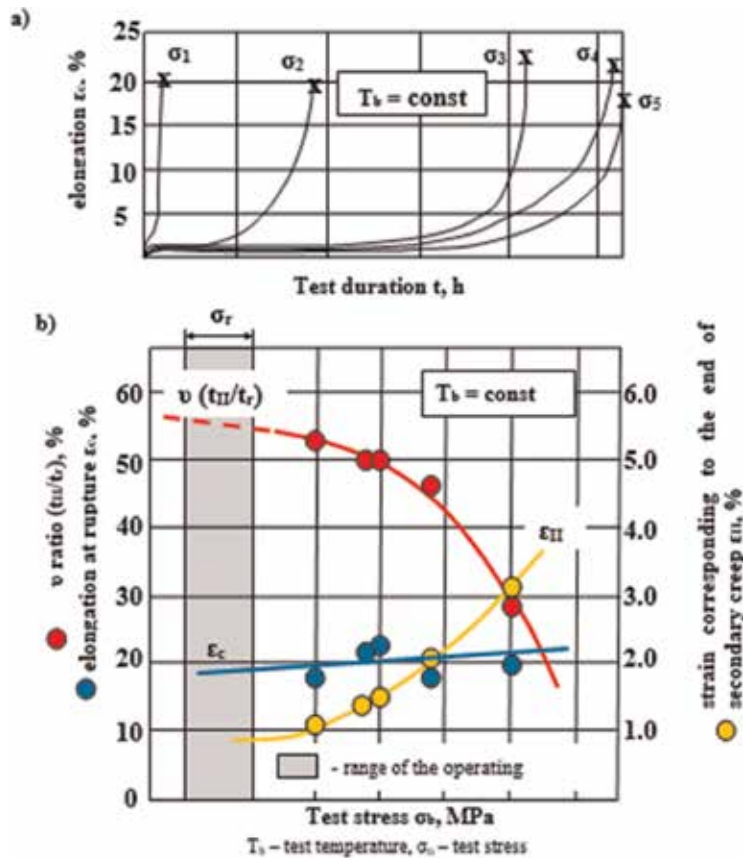 a)
25
20
15
10
5
elongation εc, %
σ1
σ2
σ3
σ4
σ5
Tb = const
Test duration t, h
b)
σr
υ (tII/tr)
Tb = const
60
50
40
30
20
10
0
6.0
5.0
4.0
3.0
2.0
1.0
υ ratio (tII/tr), %
elongation at rupture εc, %
εII
εc
strain corresponding to the end of
secondary creep εII, %
- range of the operating
Test stress σb, MPa
Tb – test temperature, σb – test stress